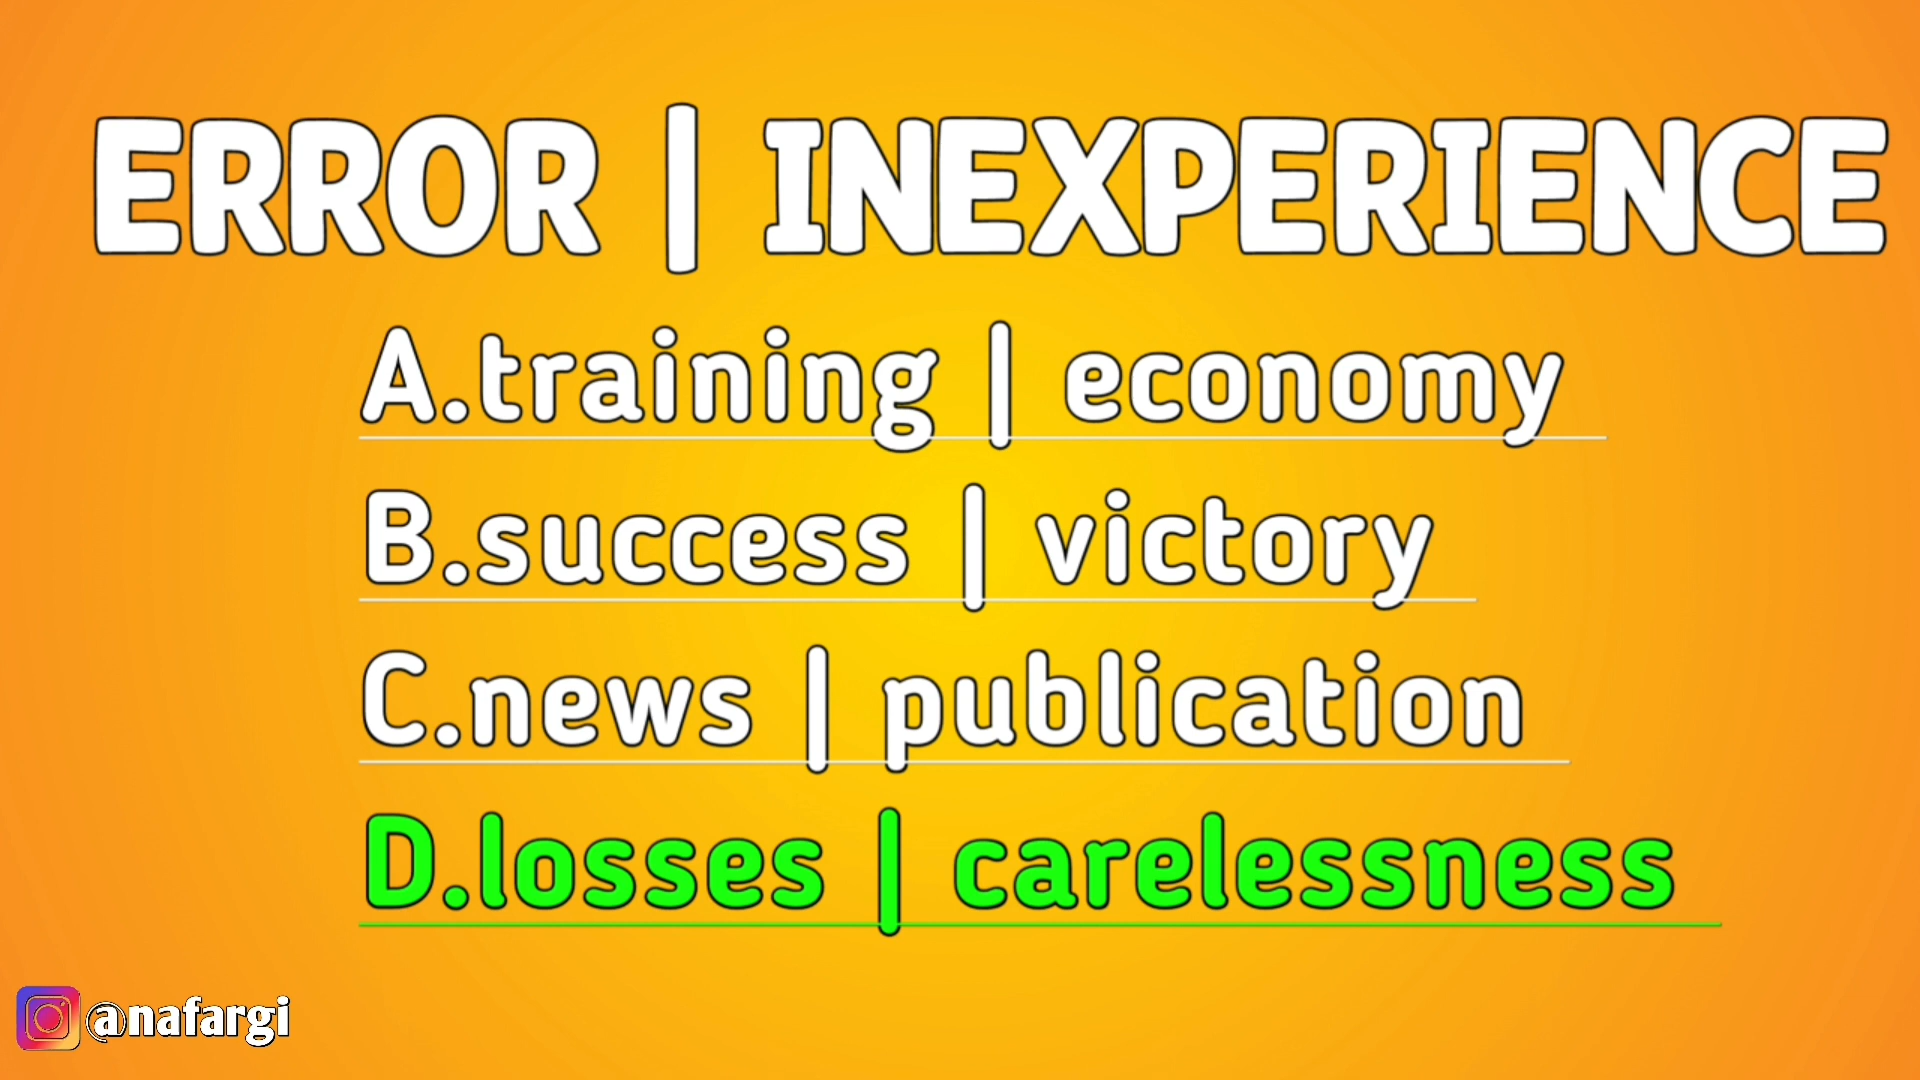 ERROR | INEXPERIENCE
A.training | economy
B.success | victory
C.news | publication
D.losses | carelessness
@nafargi